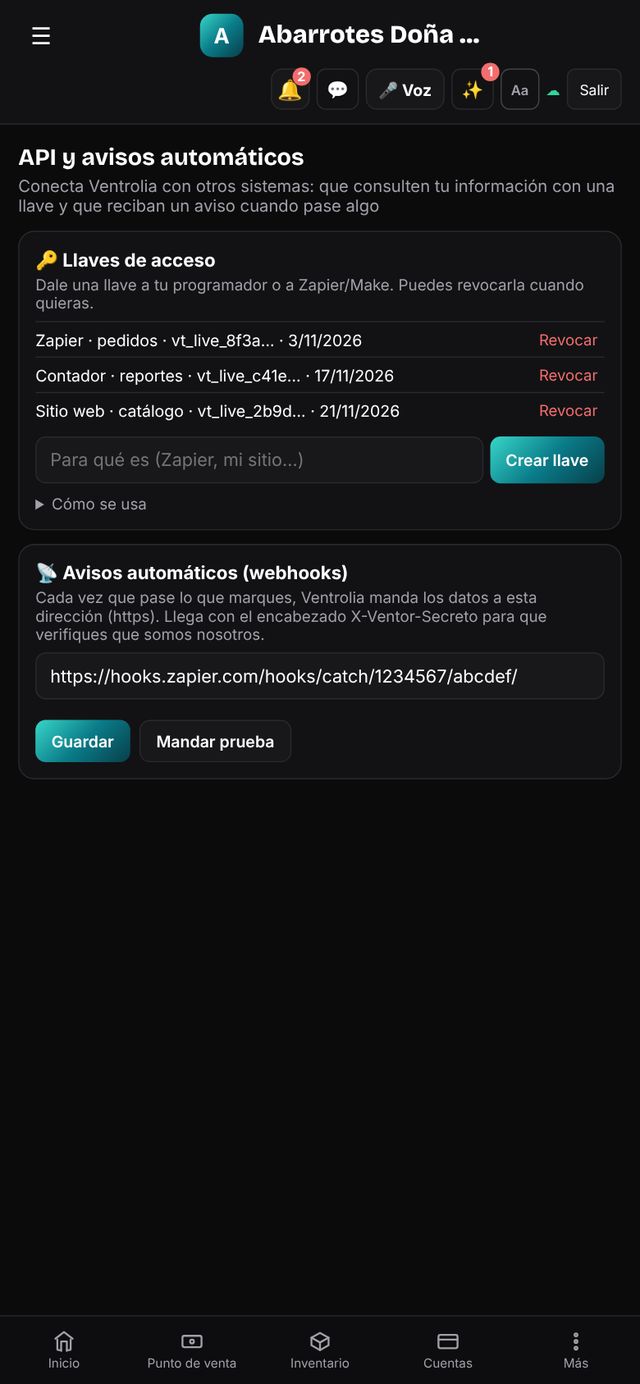 ☰ A Abarrotes Doña ...
🔔 2 💬 🎤 Voz ✨ 1 Aa ☁ Salir
API y avisos automáticos
Conecta Ventrolia con otros sistemas: que consulten tu información con una
llave y que reciban un aviso cuando pase algo
🔑 Llaves de acceso
Dale una llave a tu programador o a Zapier/Make. Puedes revocarla cuando
quieras.
Zapier · pedidos · vt_live_8f3a... · 3/11/2026 Revocar
Contador · reportes · vt_live_c41e... · 17/11/2026 Revocar
Sitio web · catálogo · vt_live_2b9d... · 21/11/2026 Revocar
Para qué es (Zapier, mi sitio...) Crear llave
▶ Cómo se usa
📡 Avisos automáticos (webhooks)
Cada vez que pase lo que marques, Ventrolia manda los datos a esta
dirección (https). Llega con el encabezado X-Ventor-Secreto para que
verifiques que somos nosotros.
https://hooks.zapier.com/hooks/catch/1234567/abcdef/
Guardar Mandar prueba
Inicio Punto de venta Inventario Cuentas Más